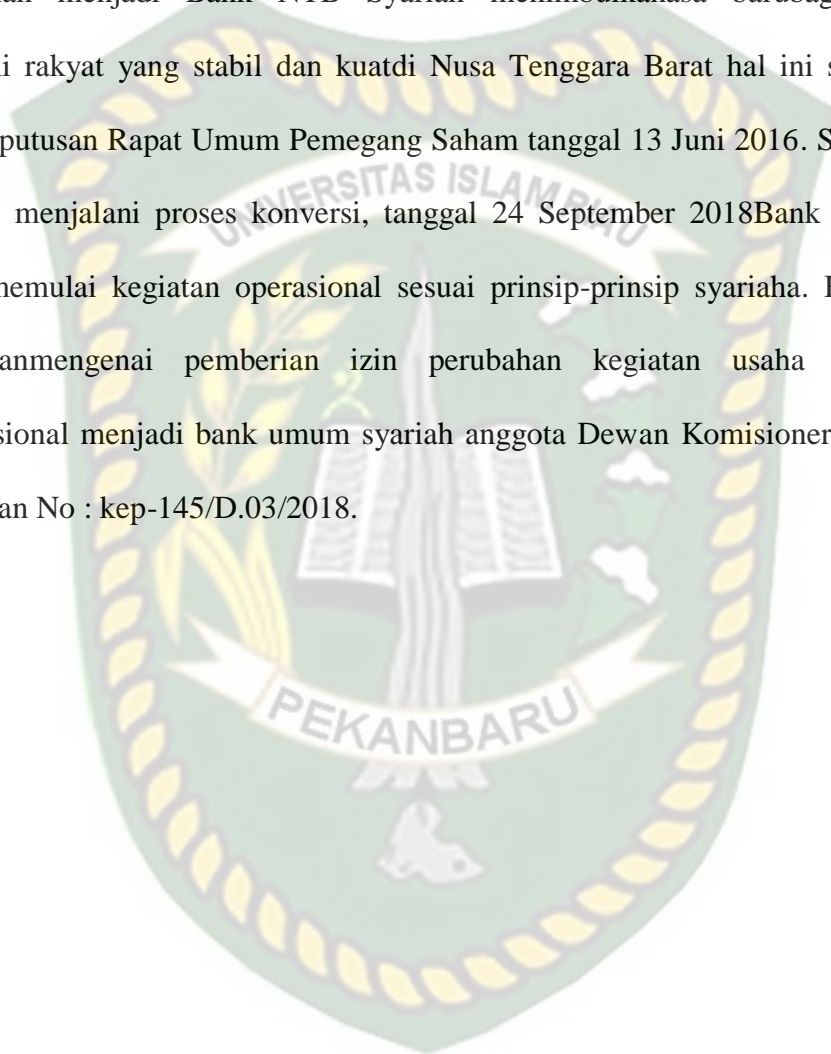 menjadi Bank NTB Syariah
i rakyat yang stabil dan kuatdi Nusa Tenggara Barat hal ini s
putusan Rapat Umum Pemegang Saham tanggal 13 Juni 2016. S
menjalani proses konversi, tanggal 24 September 2018Bank
memulai kegiatan operasional sesuai prinsip-prinsip syariaha.
anmengenai pemberian izin perubahan kegiatan usaha
sional menjadi bank umum syariah anggota Dewan Komisioner
an No : kep-145/D.03/2018.
UNIVERSITAS ISLAM RIAU
PEKANBARU